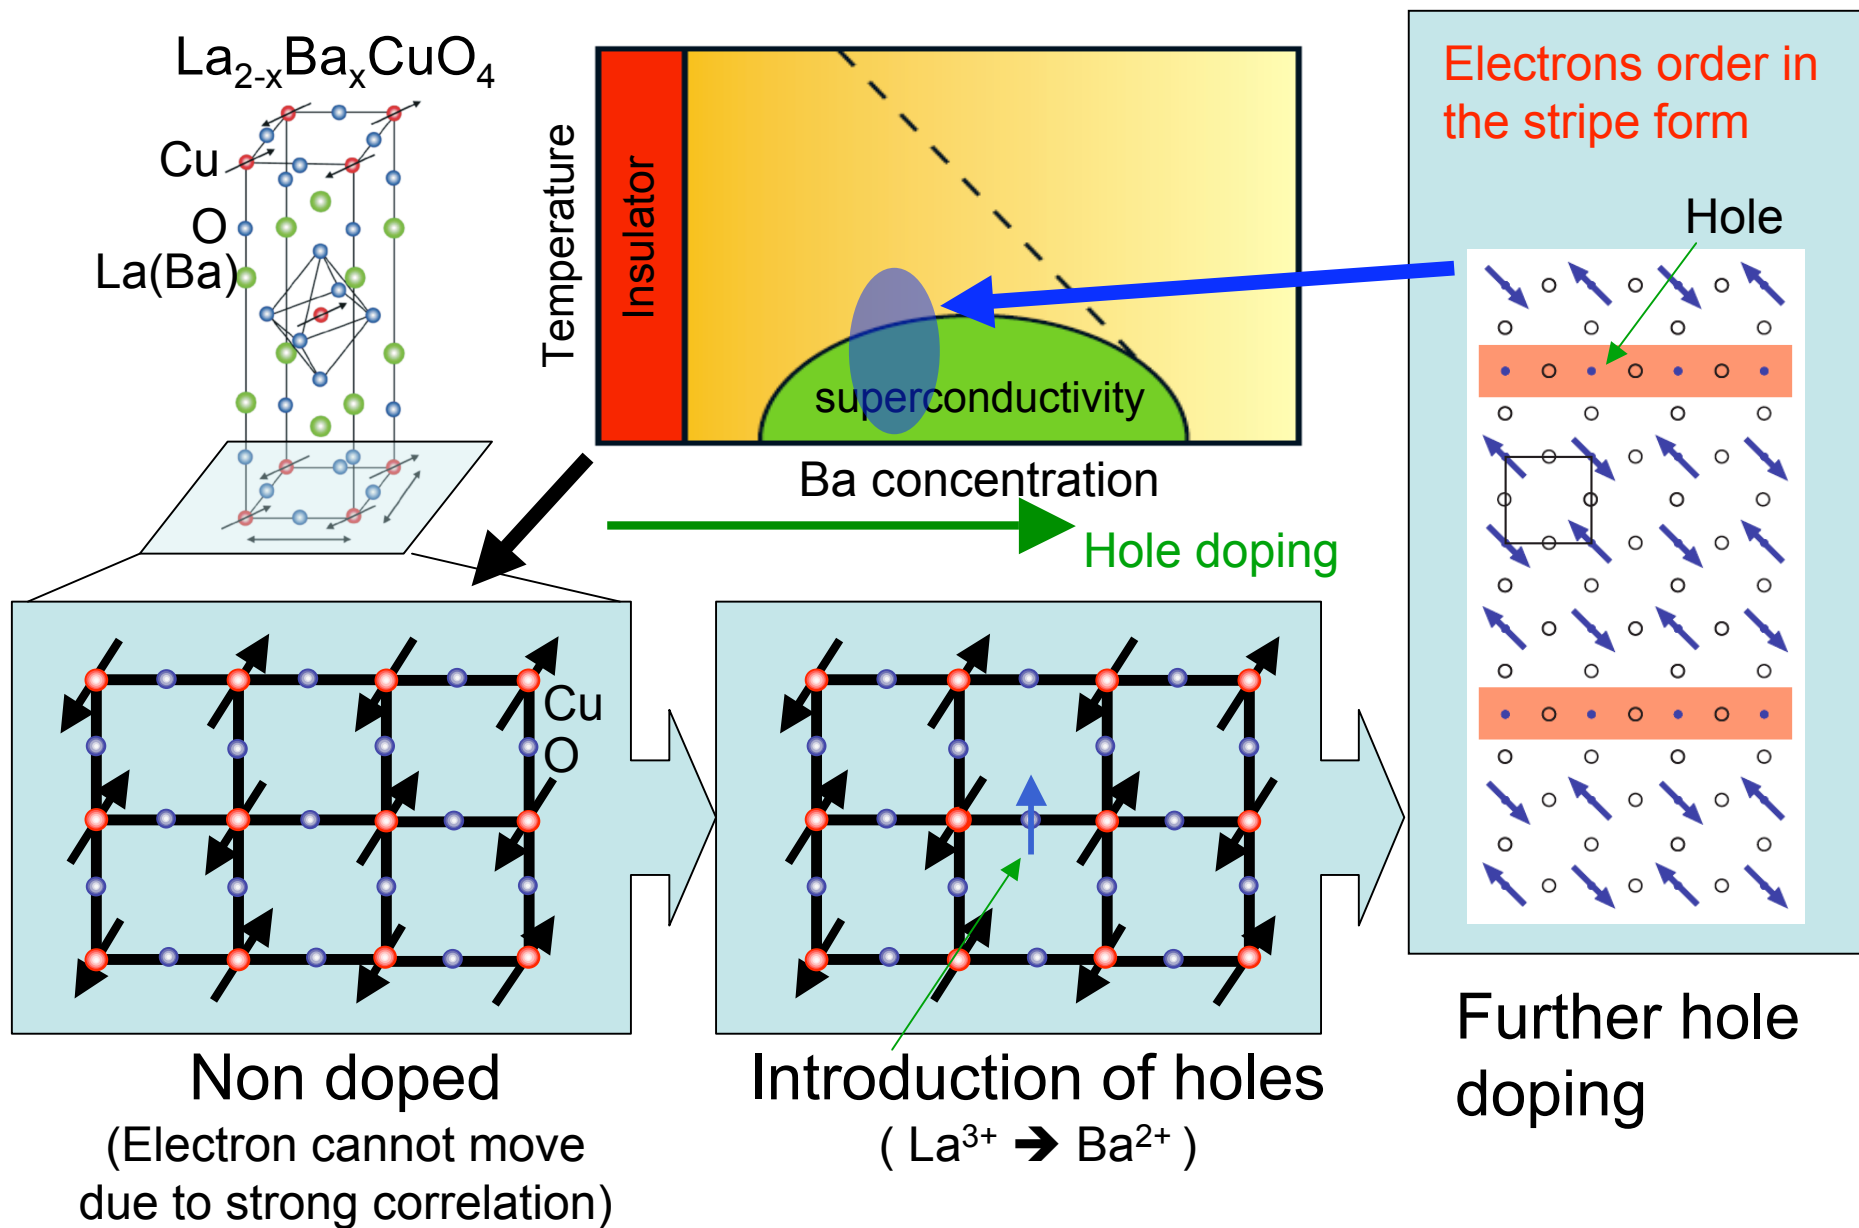 La2-xBaxCuO4
Cu
O
La(Ba)
Temperature
Insulator
superconductivity
Ba concentration
Hole doping
Electrons order in
the stripe form
Hole
Cu
O
Non doped
(Electron cannot move
due to strong correlation)
Introduction of holes
( La³⁺ ➔ Ba²⁺ )
Further hole
doping